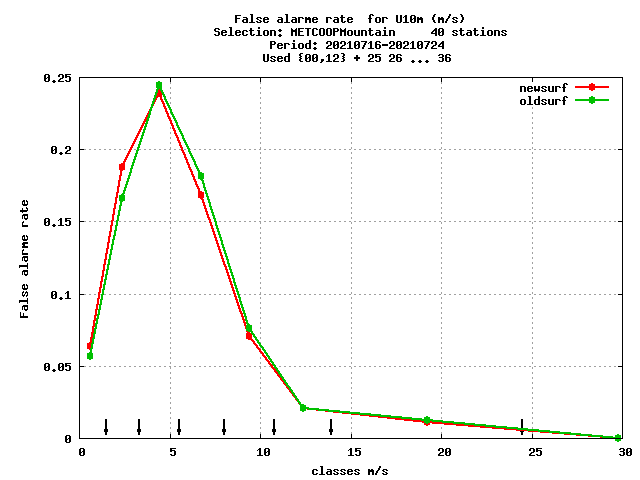 False alarme rate  for U10m (m/s)
Selection: METCOOPMountain     40 stations
Period: 20210716-20210724
Used {00,12} + 25 26 ... 36
newsurf
oldsurf
0.25
0.2
0.15
0.1
0.05
0
False alarme rate
0 5 10 15 20 25 30
classes m/s